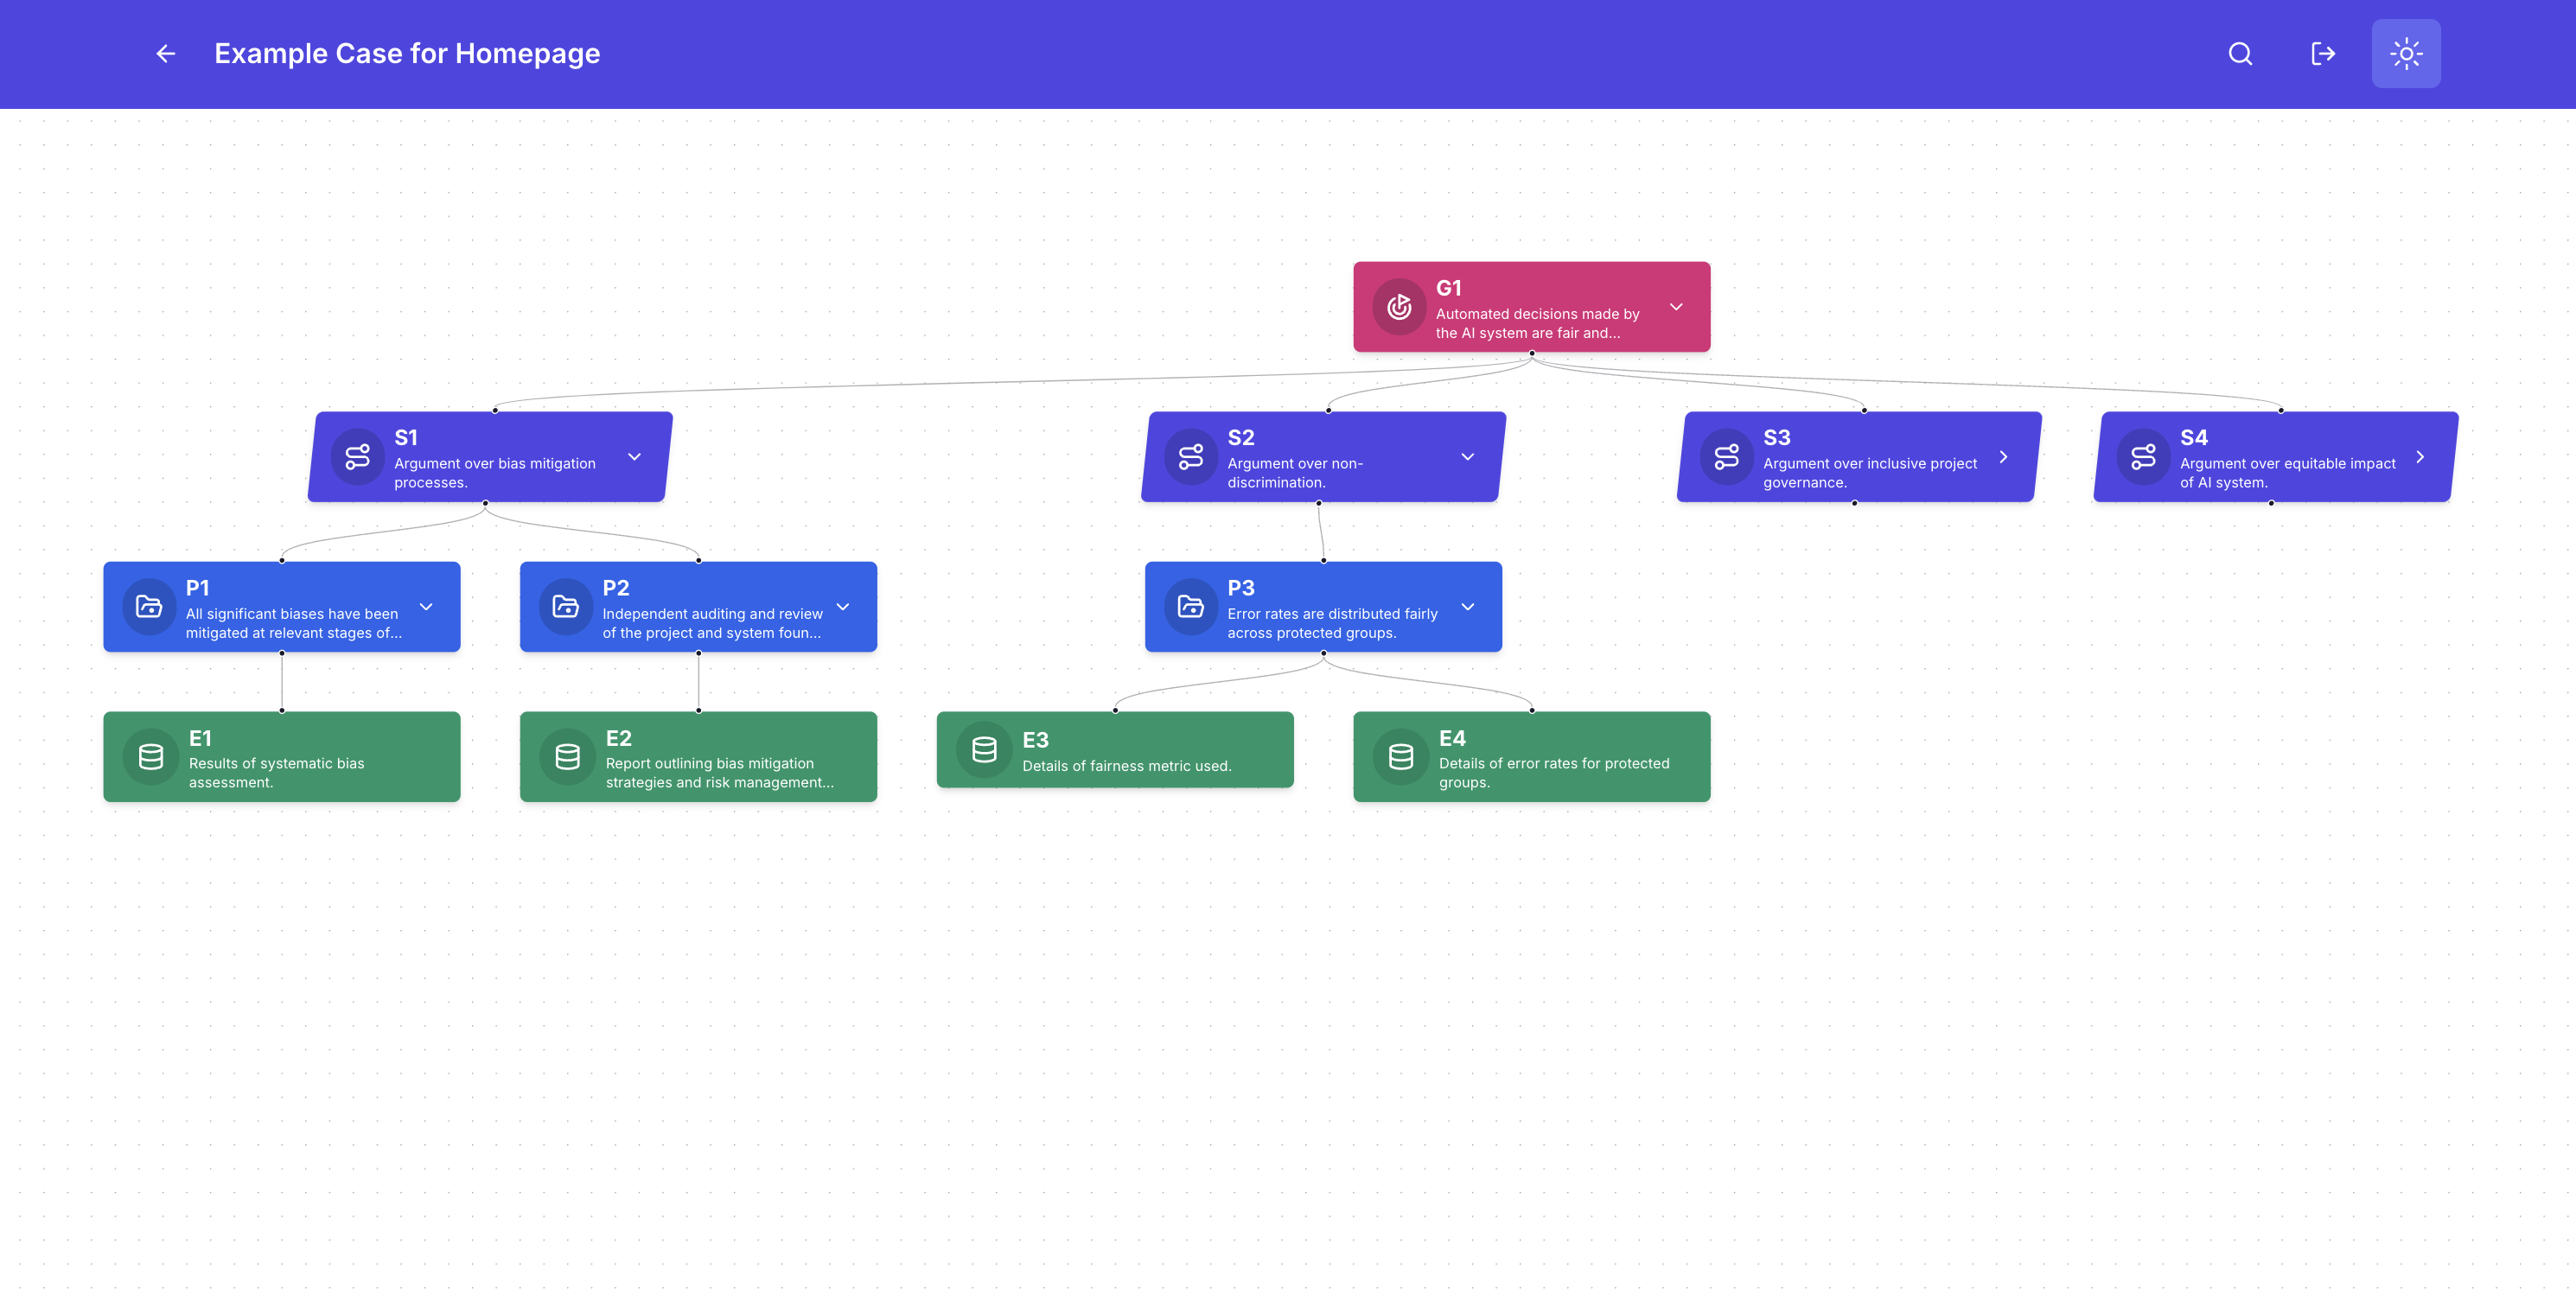 Example Case for Homepage
G1
Automated decisions made by
the AI system are fair and...
S1
Argument over bias mitigation
processes.
S2
Argument over non-
discrimination.
S3
Argument over inclusive project
governance.
S4
Argument over equitable impact
of AI system.
P1
All significant biases have been
mitigated at relevant stages of...
P2
Independent auditing and review
of the project and system foun...
P3
Error rates are distributed fairly
across protected groups.
E1
Results of systematic bias
assessment.
E2
Report outlining bias mitigation
strategies and risk management...
E3
Details of fairness metric used.
E4
Details of error rates for protected
groups.